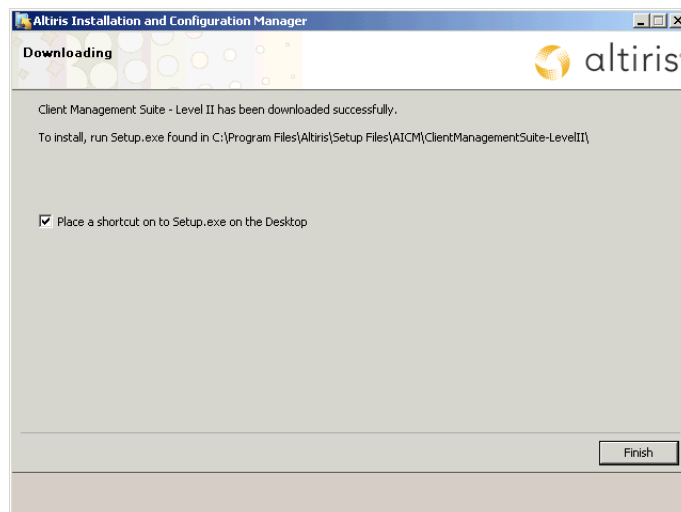 Altiris Installation and Configuration Manager
Downloading
altiris
Client Management Suite - Level II has been downloaded successfully.
To install, run Setup.exe found in C:\Program Files\Altiris\Setup Files\AICM\ClientManagementSuite-LevelII\
Place a shortcut on to Setup.exe on the Desktop
Finish